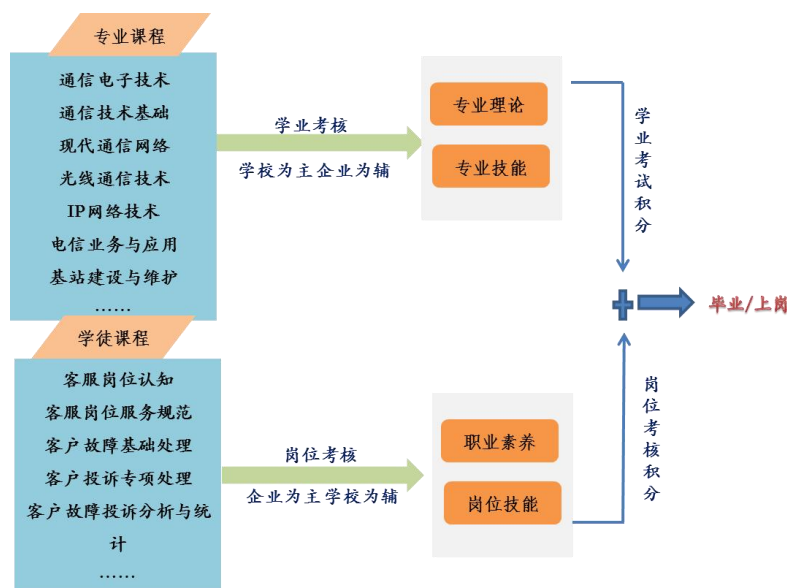 专业课程
通信电子技术
通信技术基础
现代通信网络
光线通信技术
IP网络技术
电信业务与应用
基站建设与维护
……
学业考核
学校为主企业为辅
专业理论
专业技能
学业考试积分
毕业/上岗
学徒课程
客服岗位认知
客服岗位服务规范
客户故障基础处理
客户投诉专项处理
客户故障投诉分析与统
计
……
岗位考核
企业为主学校为辅
职业素养
岗位技能
岗位考核积分